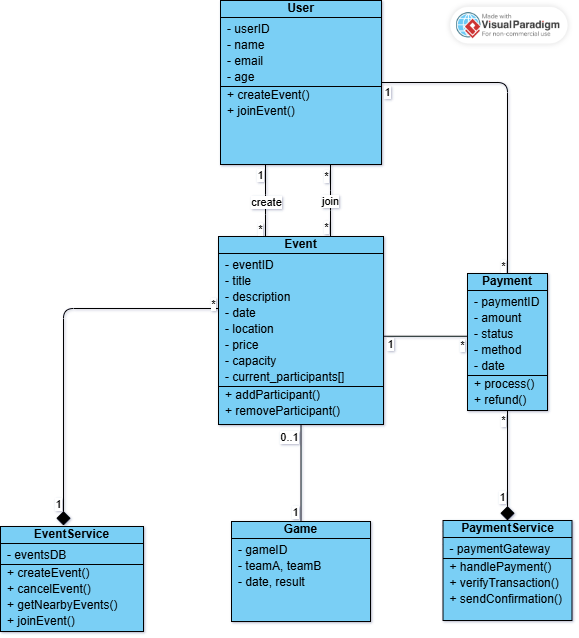 User
- userID
- name
- email
- age
+ createEvent()
+ joinEvent()
Made with
Visual Paradigm
For non-commercial use
1
1
*
create
join
*
*
*
Event
- eventID
- title
- description
- date
- location
- price
- capacity
- current_participants[]
+ addParticipant()
+ removeParticipant()
Payment
- paymentID
- amount
- status
- method
- date
+ process()
+ refund()
*
1
*
0..1
*
1
1
1
EventService
- eventsDB
+ createEvent()
+ cancelEvent()
+ getNearbyEvents()
+ joinEvent()
Game
- gameID
- teamA, teamB
- date, result
PaymentService
- paymentGateway
+ handlePayment()
+ verifyTransaction()
+ sendConfirmation()